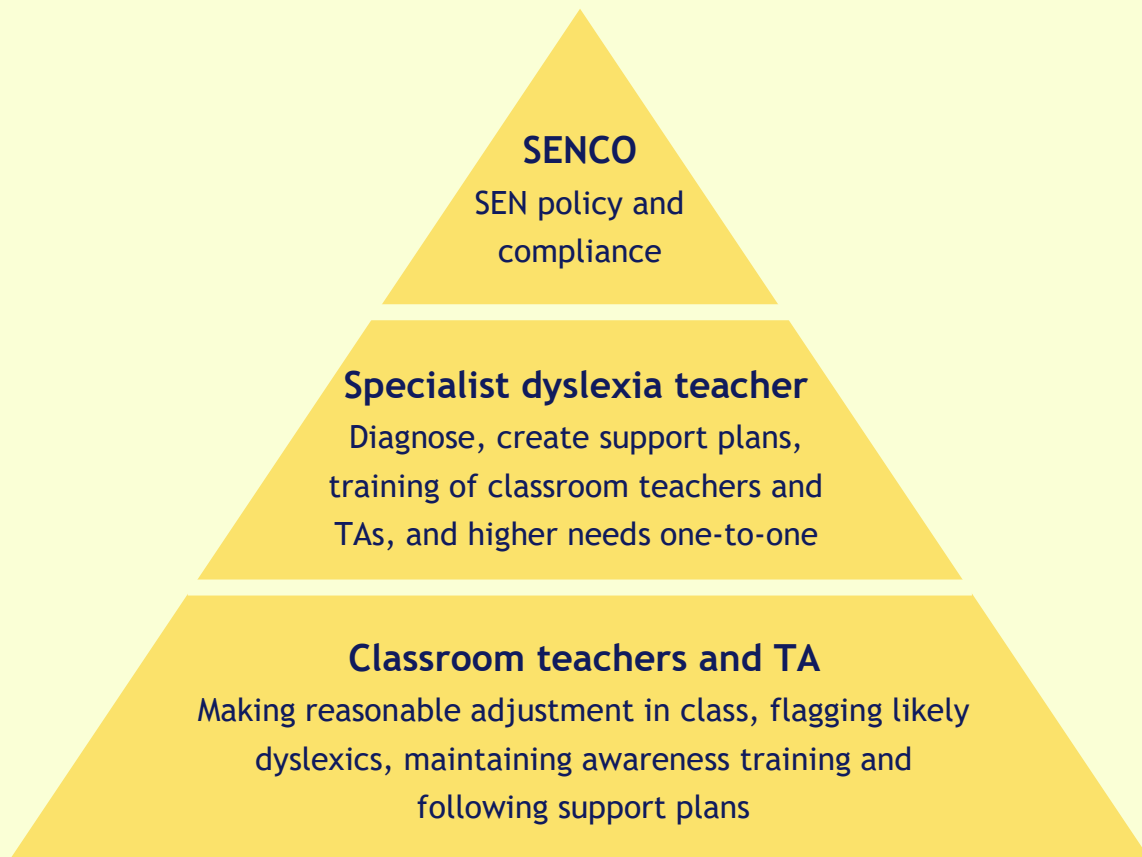 SENCO
SEN policy and
compliance
Specialist dyslexia teacher
Diagnose, create support plans,
training of classroom teachers and
TAs, and higher needs one-to-one
Classroom teachers and TA
Making reasonable adjustment in class, flagging likely
dyslexics, maintaining awareness training and
following support plans